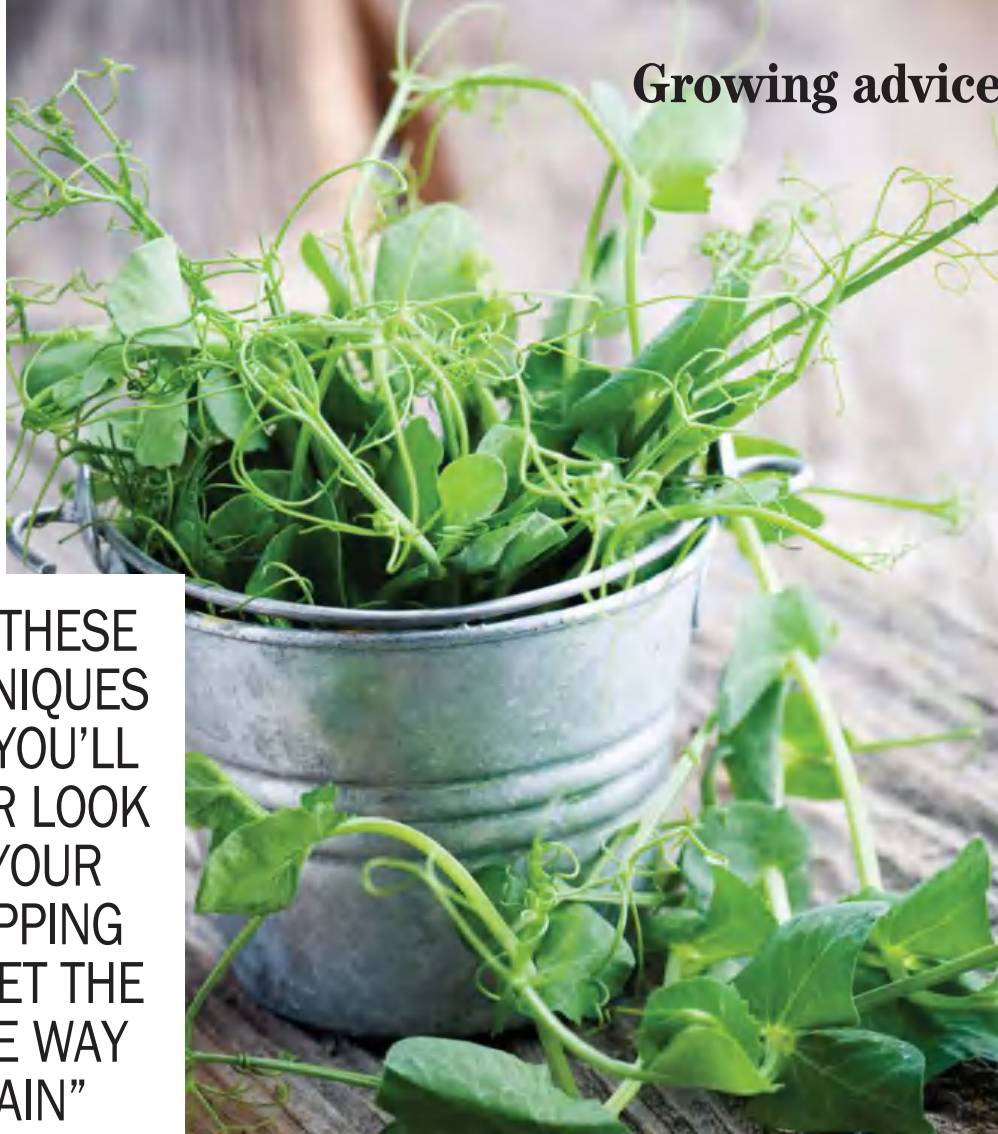 Growing advice
THESE
NIQUES
YOU’LL
R LOOK
YOUR
PPING
ET THE
E WAY
AIN”